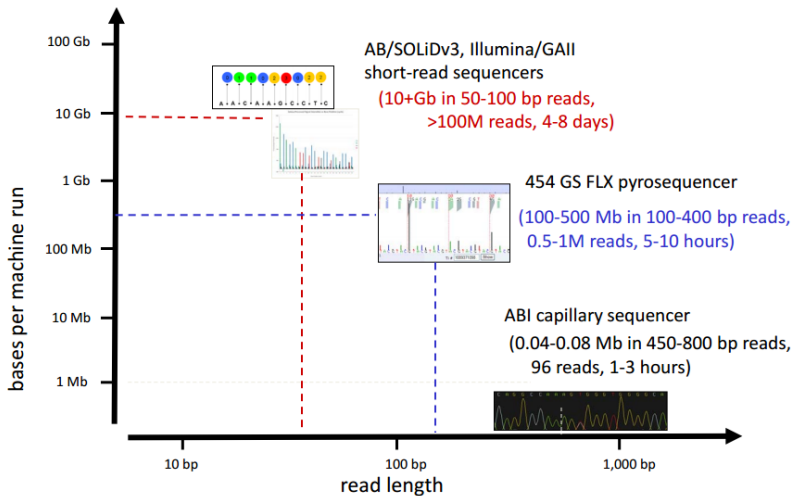 100 Gb
AB/SOLiDv3, Illumina/GAII
short-read sequencers
(10+Gb in 50-100 bp reads,
>100M reads, 4-8 days)
A A C A A G C C T C
10 Gb
1 Gb
454 GS FLX pyrosequencer
(100-500 Mb in 100-400 bp reads,
0.5-1M reads, 5-10 hours)
100 Mb
bases per machine run
10 Mb
ABI capillary sequencer
(0.04-0.08 Mb in 450-800 bp reads,
96 reads, 1-3 hours)
1 Mb
10 bp
100 bp
1,000 bp
read length